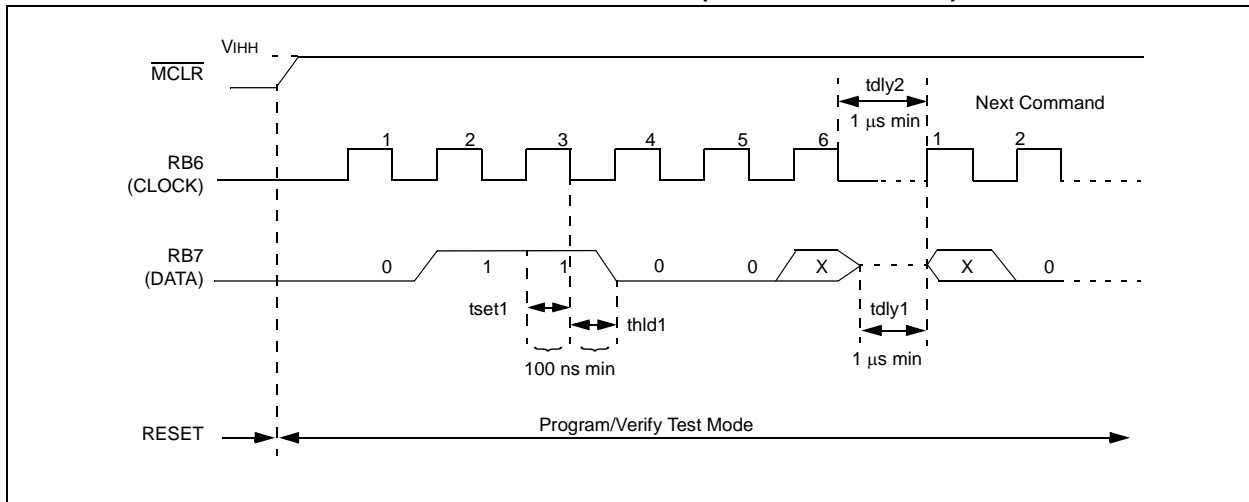 VIHH
MCLR
tdly2
Next Command
1 µs min
1 2 3 4 5 6 1 2
RB6
(CLOCK)
RB7
(DATA)
0 1 1 0 0 X X 0
tset1
thld1
tdly1
100 ns min
1 µs min
RESET
Program/Verify Test Mode